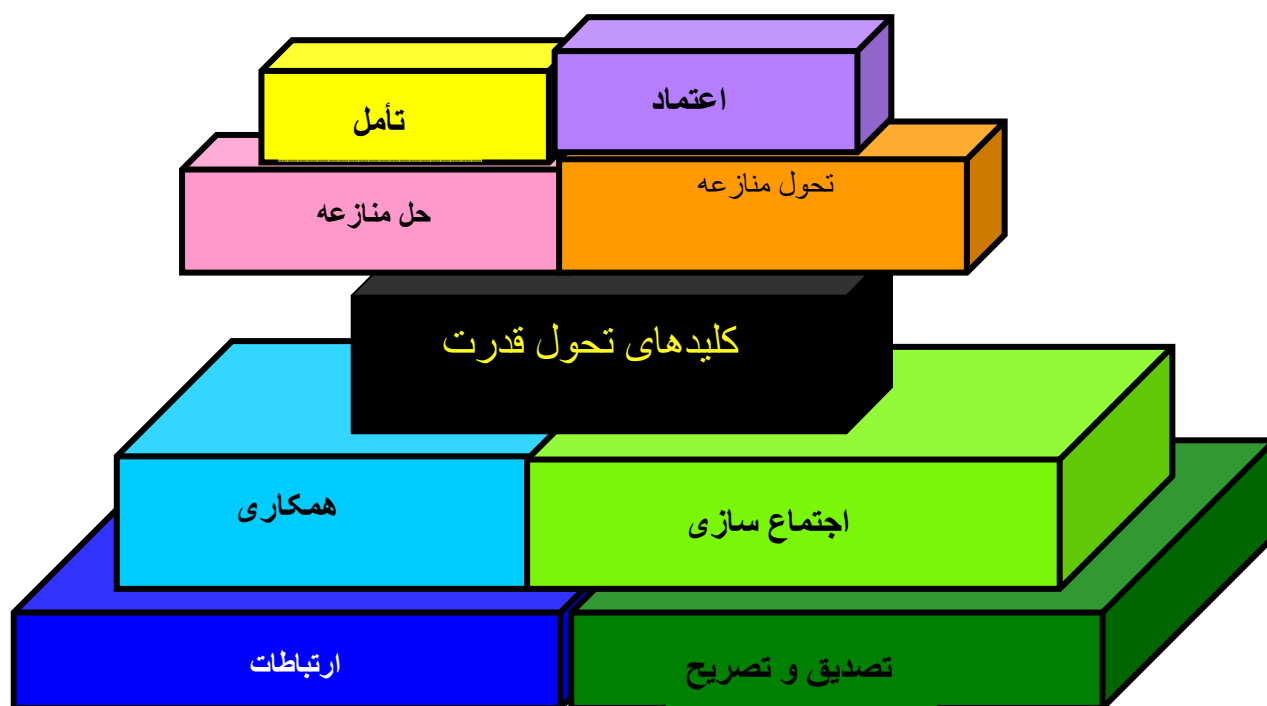 اعتماد
تأمل
تحول منازعه
حل منازعه
کلیدهای تحول قدرت
همکاری
اجتماع سازی
ارتباطات
تصدیق و تصریح